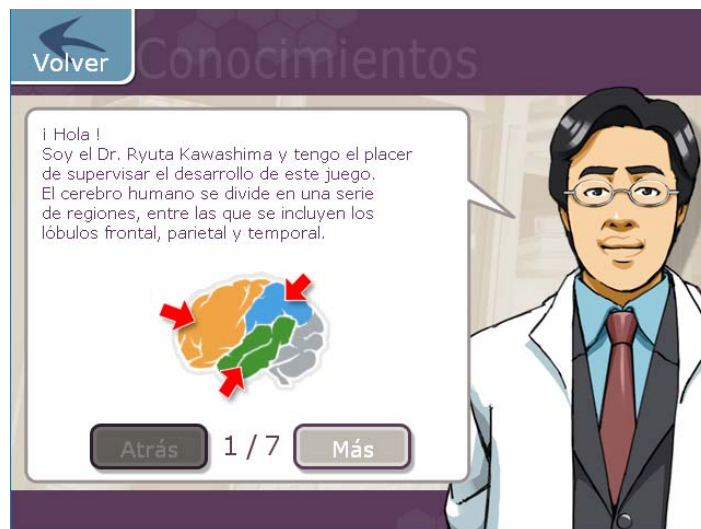 Volver
Conocimientos
¡ Hola !
Soy el Dr. Ryuta Kawashima y tengo el placer
de supervisar el desarrollo de este juego.
El cerebro humano se divide en una serie
de regiones, entre las que se incluyen los
lóbulos frontal, parietal y temporal.
Atrás
1 / 7
Más